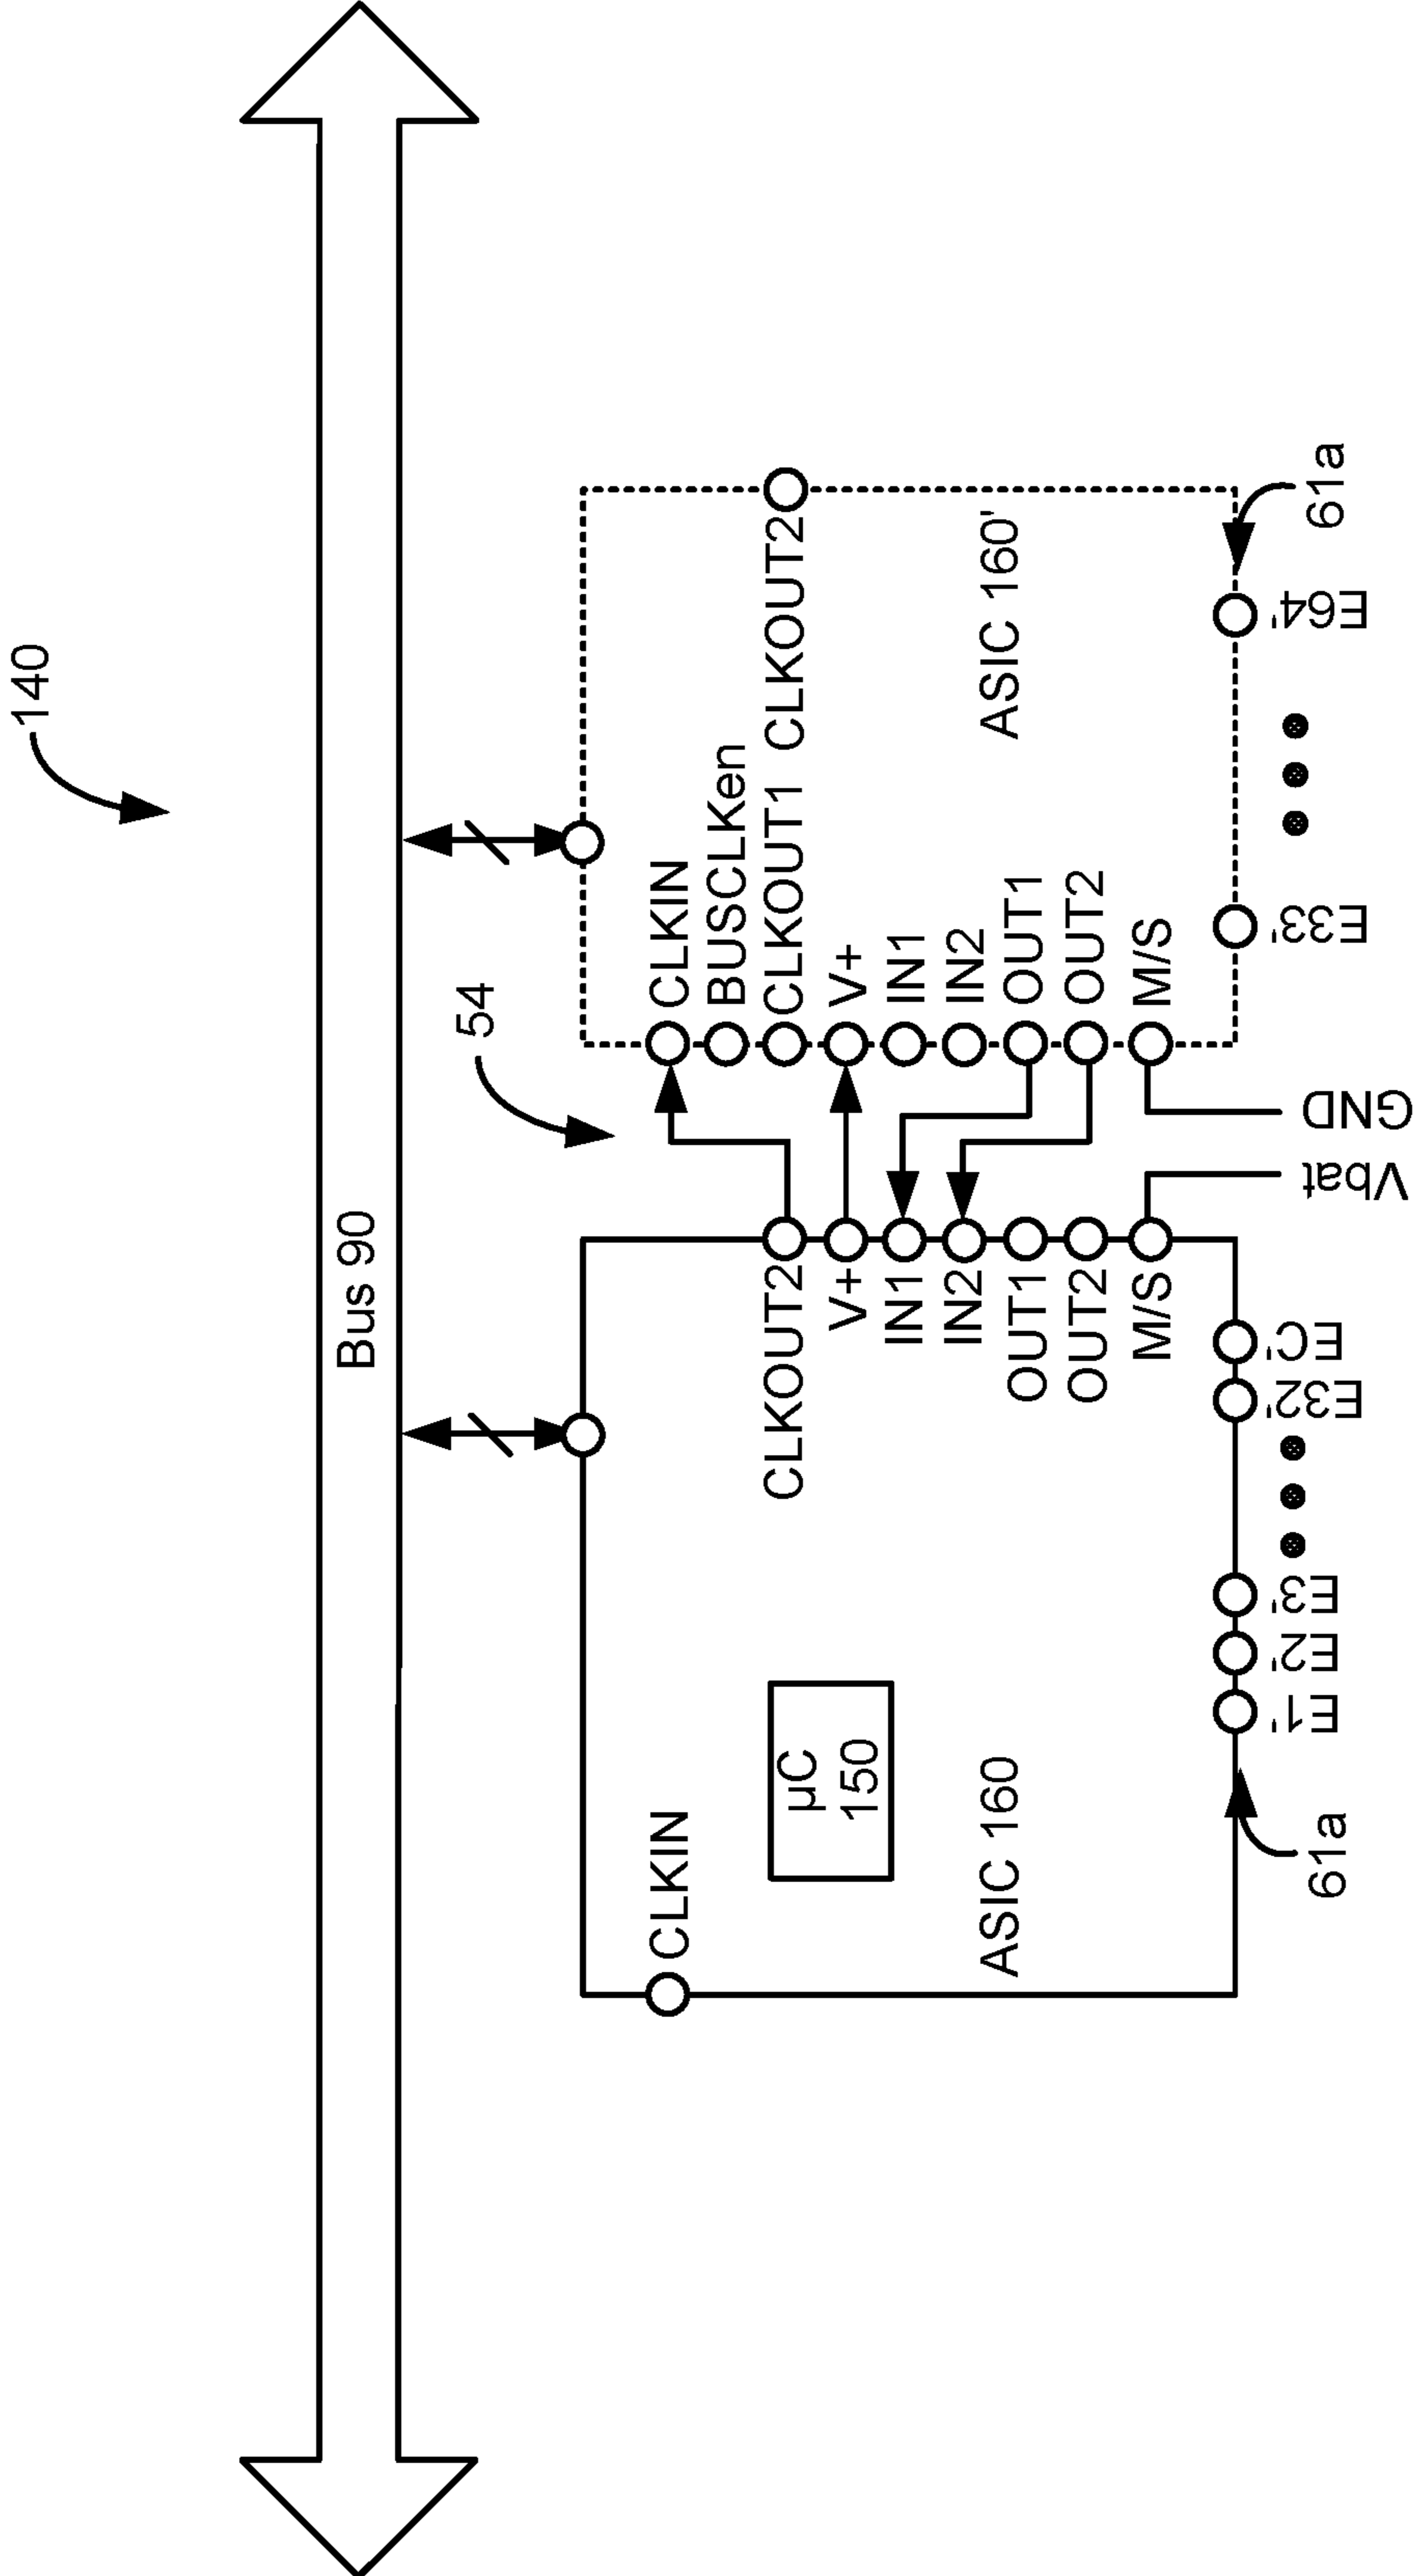 140
Bus 90
54
CLKIN
µC
150
ASIC 160
CLKOUT2
V+
IN1
IN2
OUT1
OUT2
M/S
CLKIN
BUSCLKen
CLKOUT1
CLKOUT2
V+
IN1
IN2
OUT1
OUT2
M/S
ASIC 160'
61a
E1'
E2'
E3'
E32'
EC'
Vbat
GND
E33'
E64'
61a